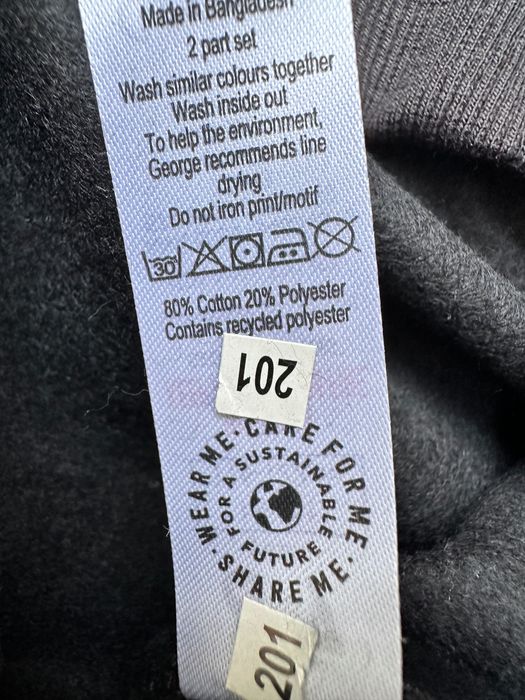 Made in Bangladesh
2 part set
Wash similar colours together
Wash inside out
To help the environment,
George recommends line
drying
Do not iron print/motif
30
80% Cotton 20% Polyester
Contains recycled polyester
201
WEAR ME · CARE FOR ME · SHARE ME ·
FOR A SUSTAINABLE FUTURE
201